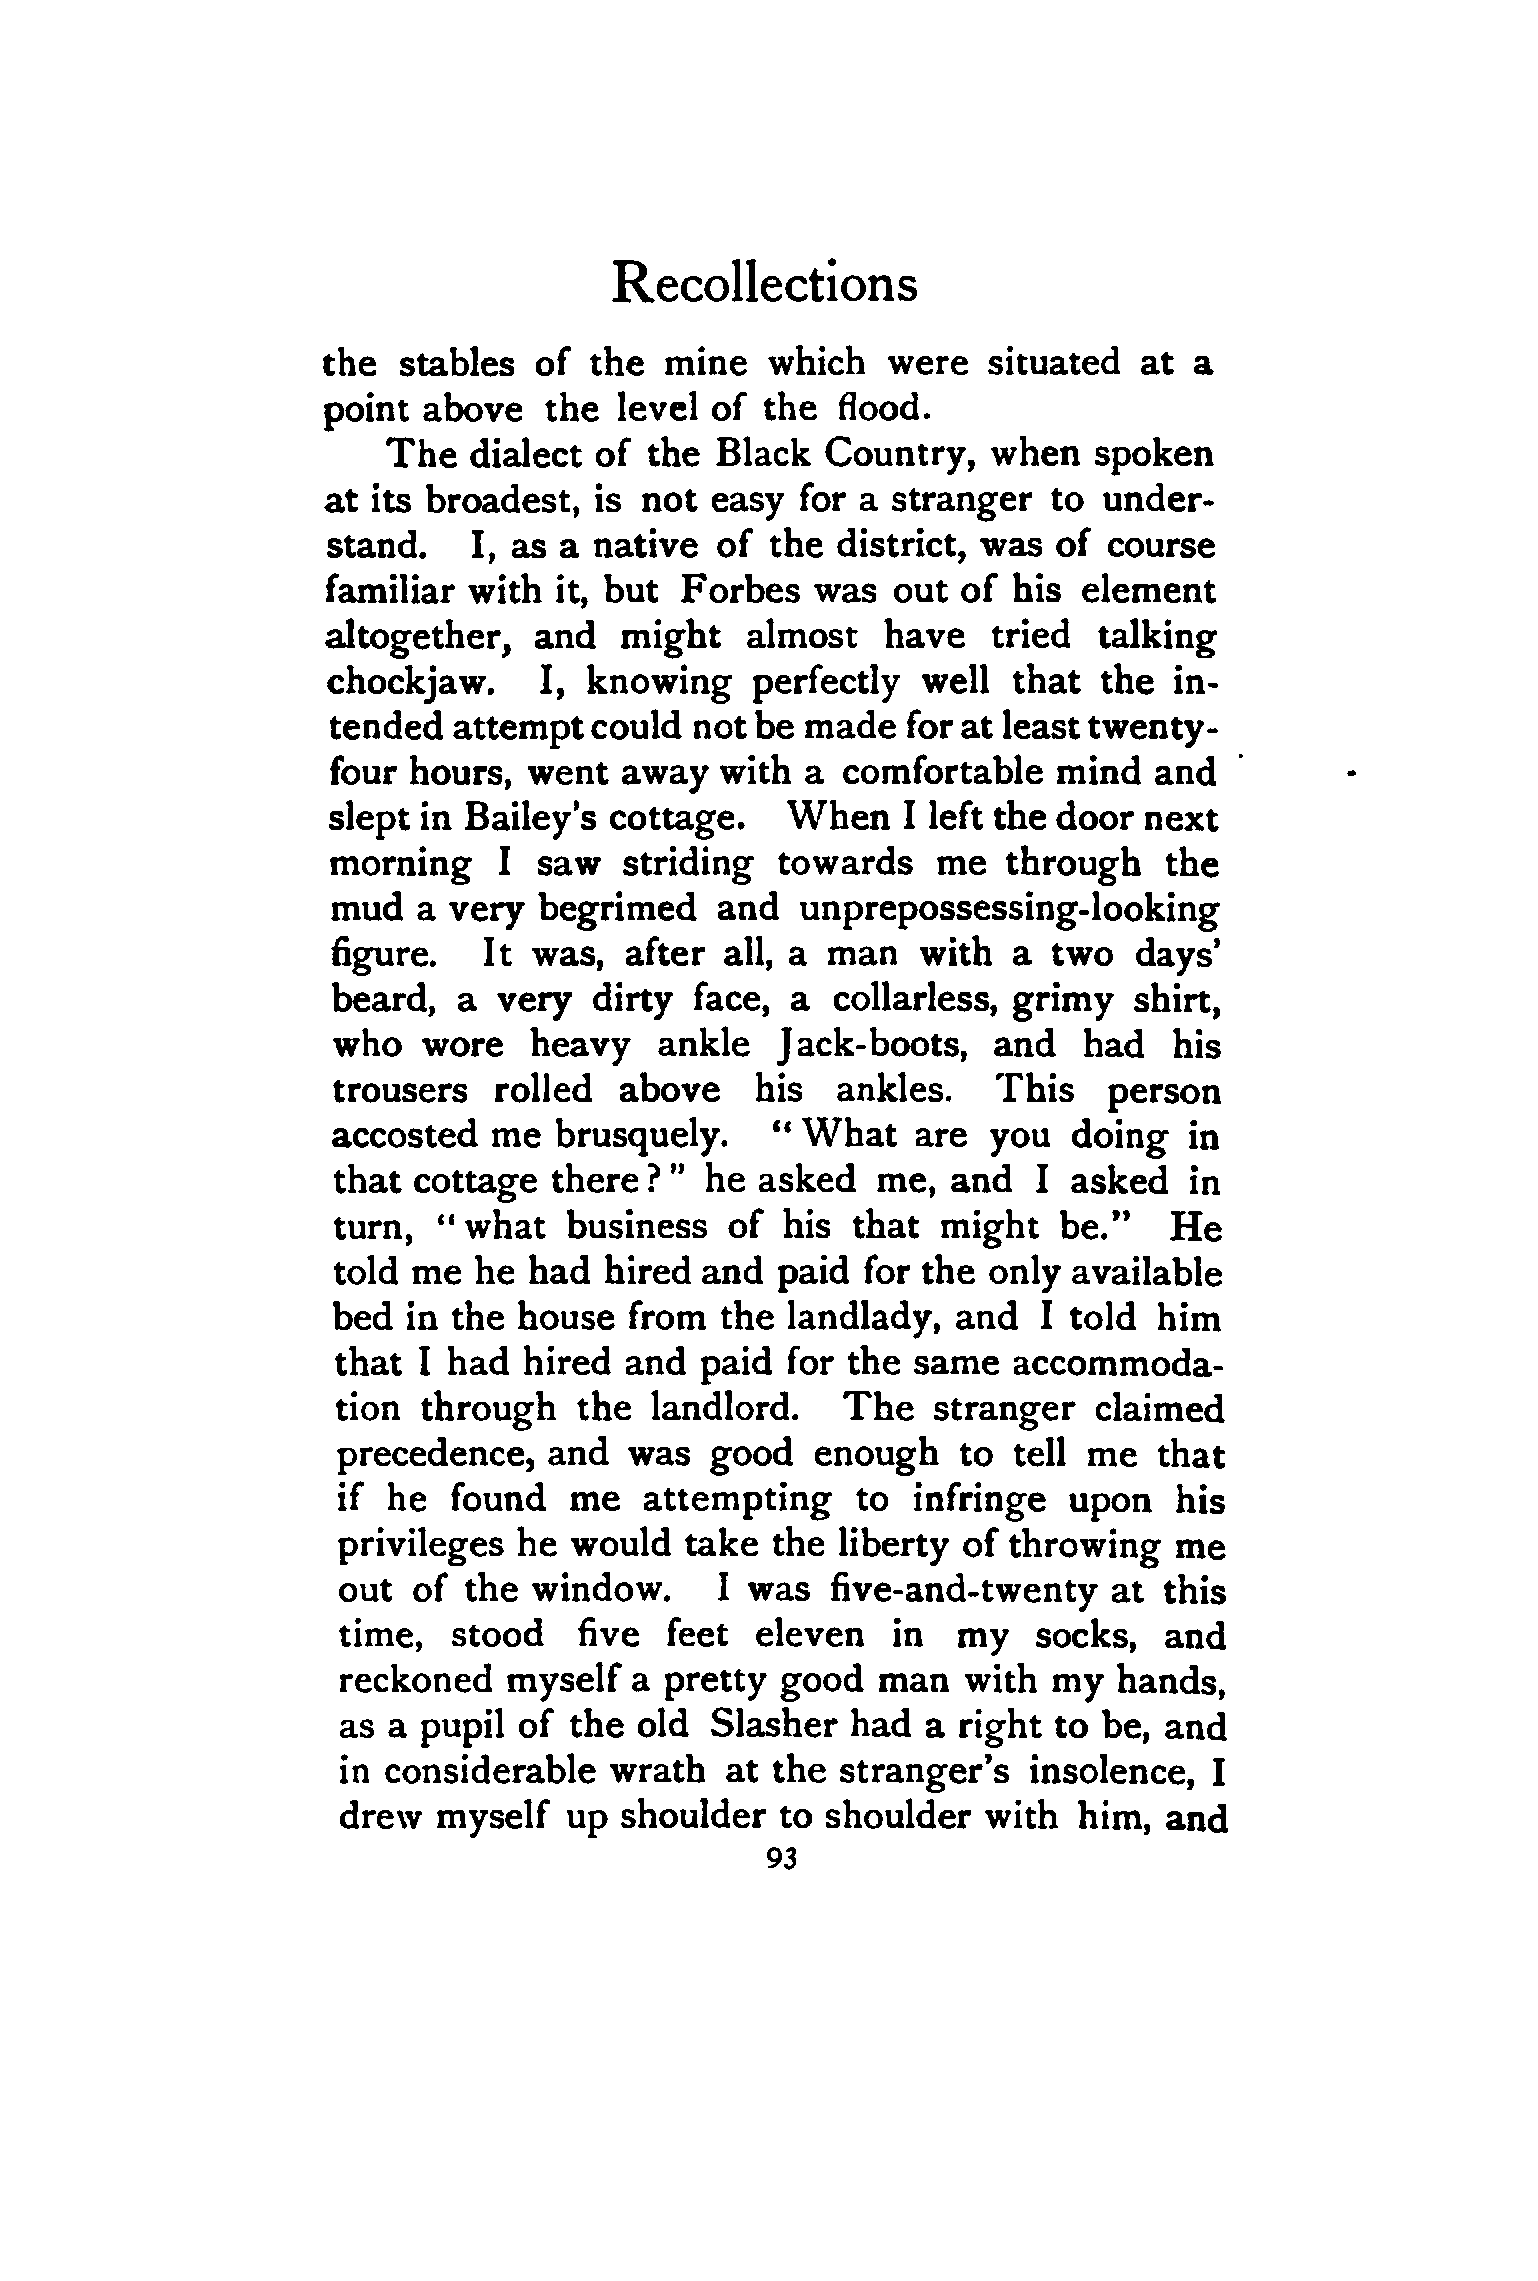 Recollections
the stables of the mine which were situated at a
point above the level of the flood.
The dialect of the Black Country, when spoken
at its broadest, is not easy for a stranger to under-
stand. I, as a native of the district, was of course
familiar with it, but Forbes was out of his element
altogether, and might almost have tried talking
chockjaw. I, knowing perfectly well that the in-
tended attempt could not be made for at least twenty-
four hours, went away with a comfortable mind and
slept in Bailey's cottage. When I left the door next
morning I saw striding towards me through the
mud a very begrimed and unprepossessing-looking
figure. It was, after all, a man with a two days'
beard, a very dirty face, a collarless, grimy shirt,
who wore heavy ankle Jack-boots, and had his
trousers rolled above his ankles. This person
accosted me brusquely. "What are you doing in
that cottage there?" he asked me, and I asked in
turn, "what business of his that might be." He
told me he had hired and paid for the only available
bed in the house from the landlady, and I told him
that I had hired and paid for the same accommoda-
tion through the landlord. The stranger claimed
precedence, and was good enough to tell me that
if he found me attempting to infringe upon his
privileges he would take the liberty of throwing me
out of the window. I was five-and-twenty at this
time, stood five feet eleven in my socks, and
reckoned myself a pretty good man with my hands,
as a pupil of the old Slasher had a right to be, and
in considerable wrath at the stranger's insolence, I
drew myself up shoulder to shoulder with him, and
93